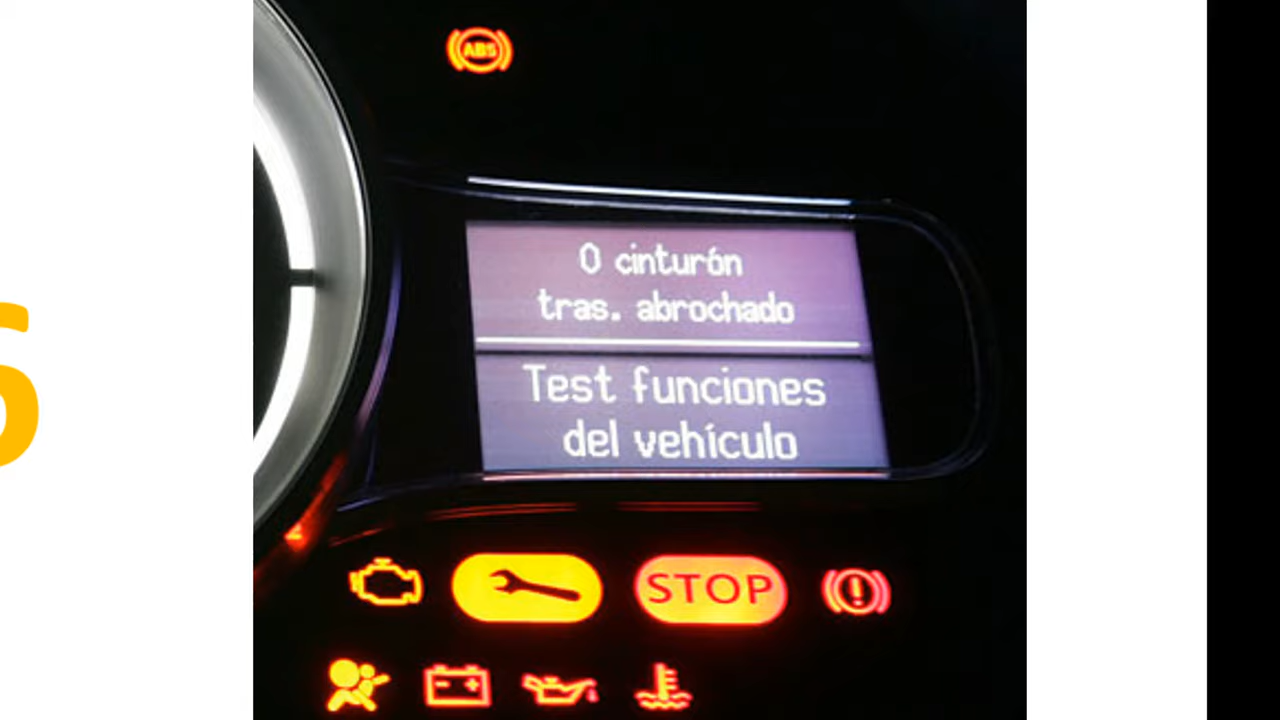 ABS
0 cinturón
tras. abrochado
Test funciones
del vehículo
STOP